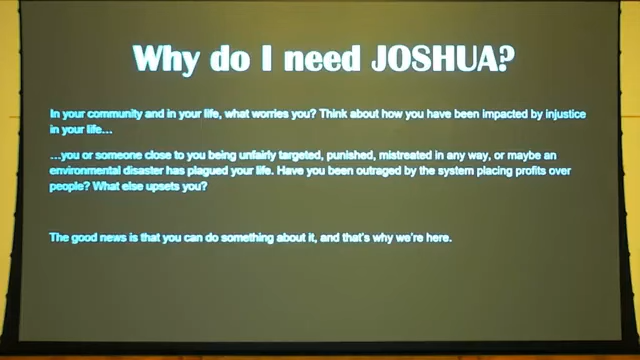 Why do I need JOSHUA?
In your community and in your life, what worries you? Think about how you have been impacted by injustice
in your life…
…you or someone close to you being unfairly targeted, punished, mistreated in any way, or maybe an
environmental disaster has plagued your life. Have you been outraged by the system placing profits over
people? What else upsets you?
The good news is that you can do something about it, and that's why we're here.